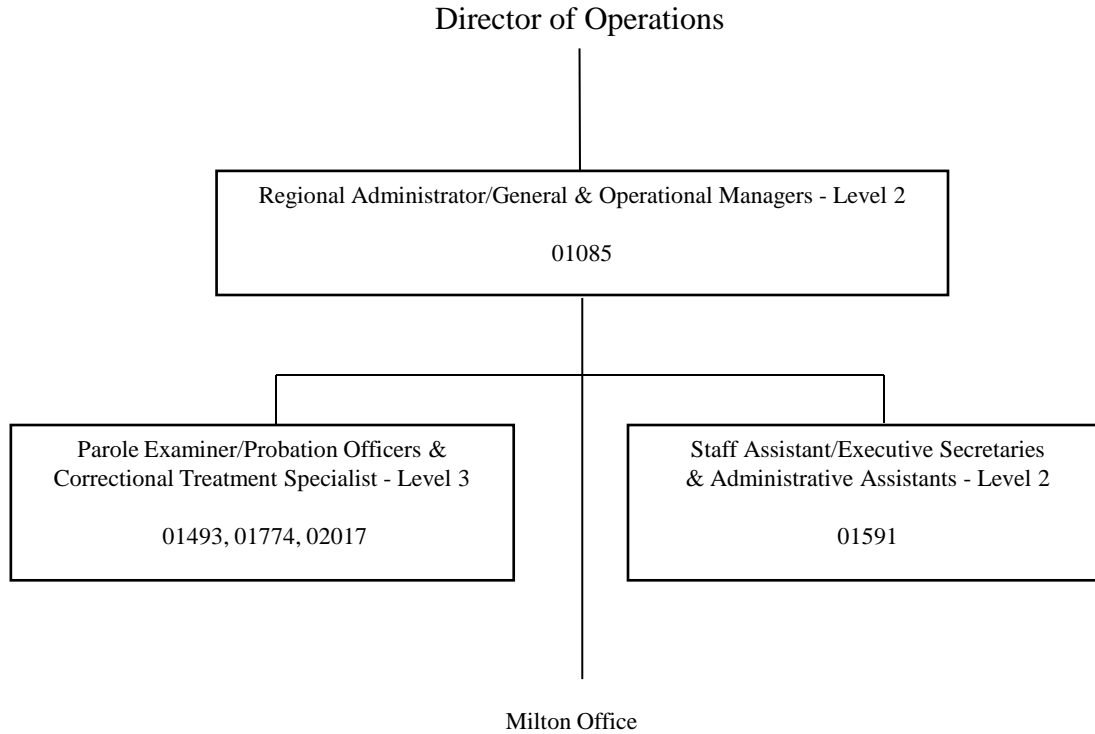 Director of Operations
Regional Administrator/General & Operational Managers - Level 2
01085
Parole Examiner/Probation Officers &
Correctional Treatment Specialist - Level 3
01493, 01774, 02017
Staff Assistant/Executive Secretaries
& Administrative Assistants - Level 2
01591
Milton Office